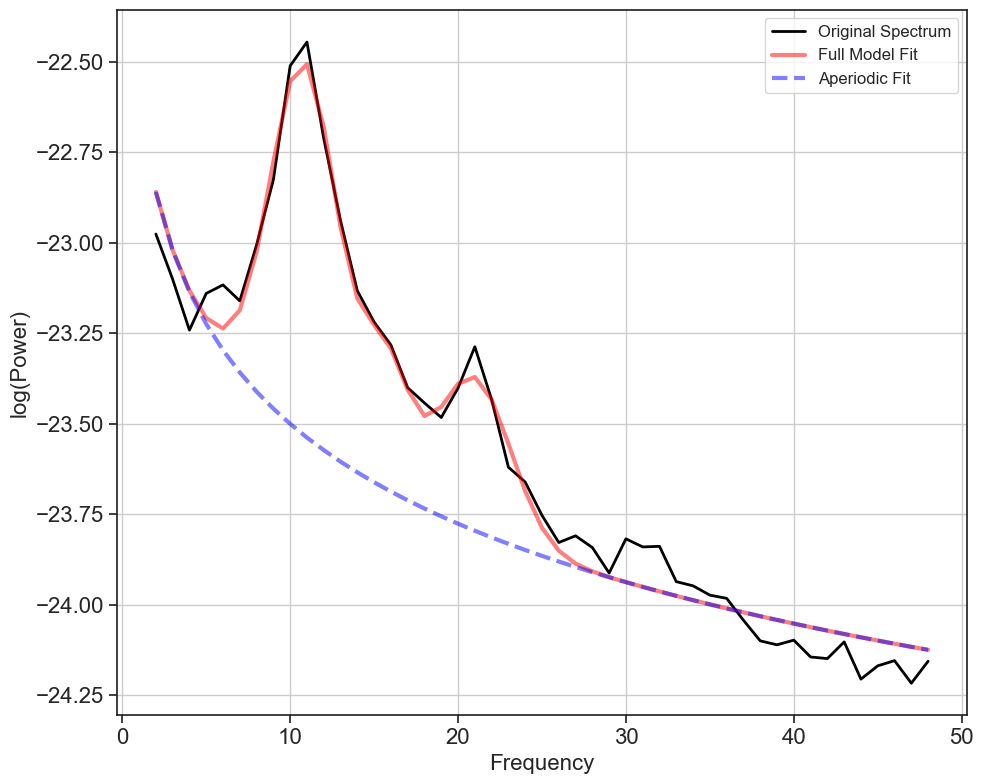 Original Spectrum
Full Model Fit
Aperiodic Fit
log(Power)
−22.50
−22.75
−23.00
−23.25
−23.50
−23.75
−24.00
−24.25
0 10 20 30 40 50
Frequency